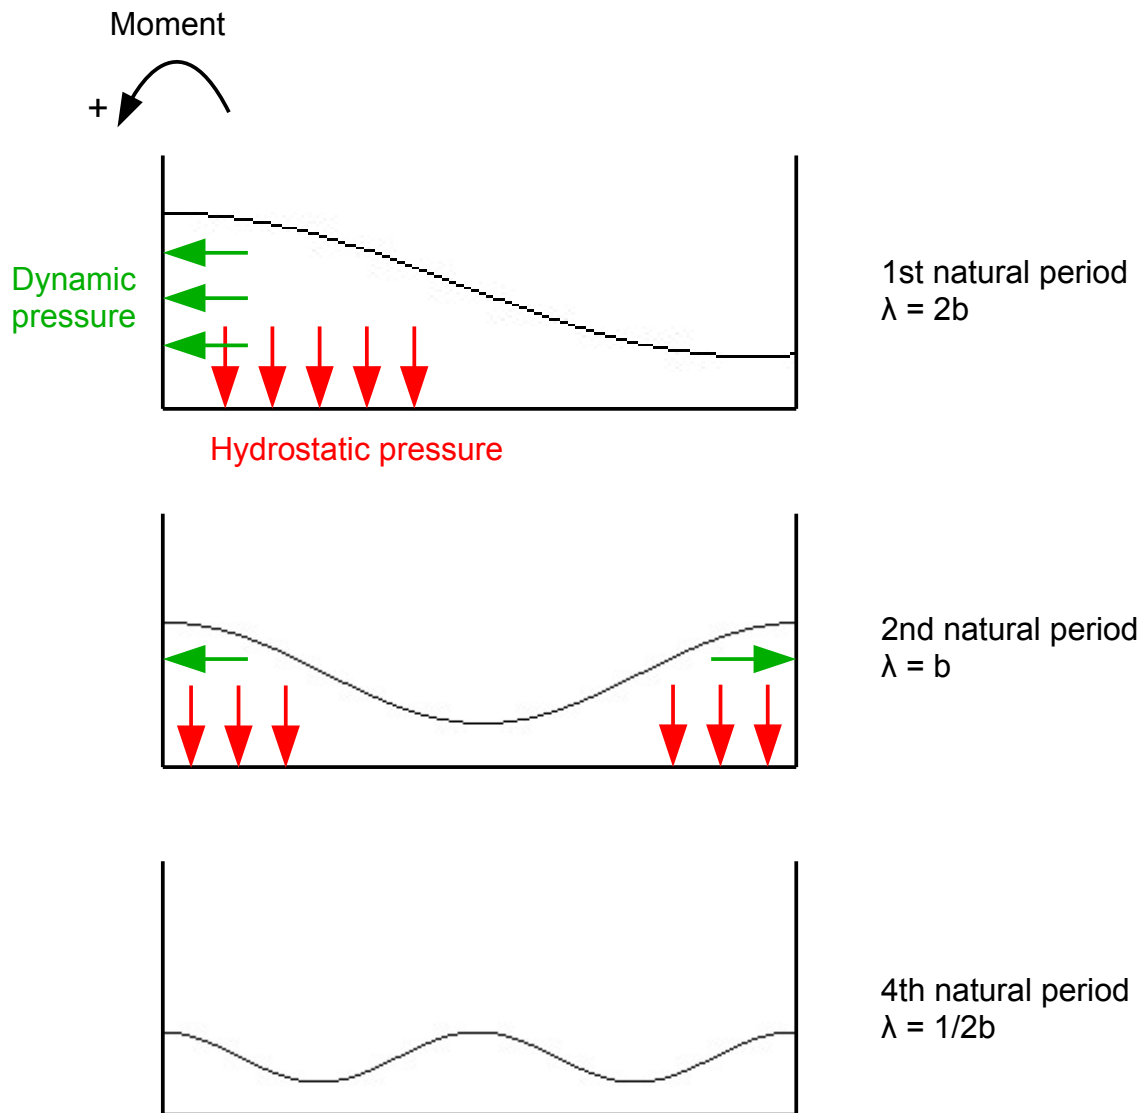 Moment
+
Dynamic
pressure
1st natural period
λ = 2b
Hydrostatic pressure
2nd natural period
λ = b
4th natural period
λ = 1/2b